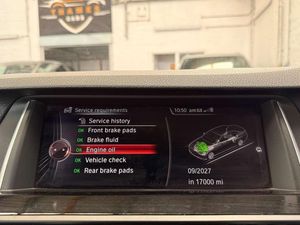 Service requirements
10:50
Service history
OK Front brake pads
OK Brake fluid
OK Engine oil
OK Vehicle check
OK Rear brake pads
09/2027
in 17000 mi